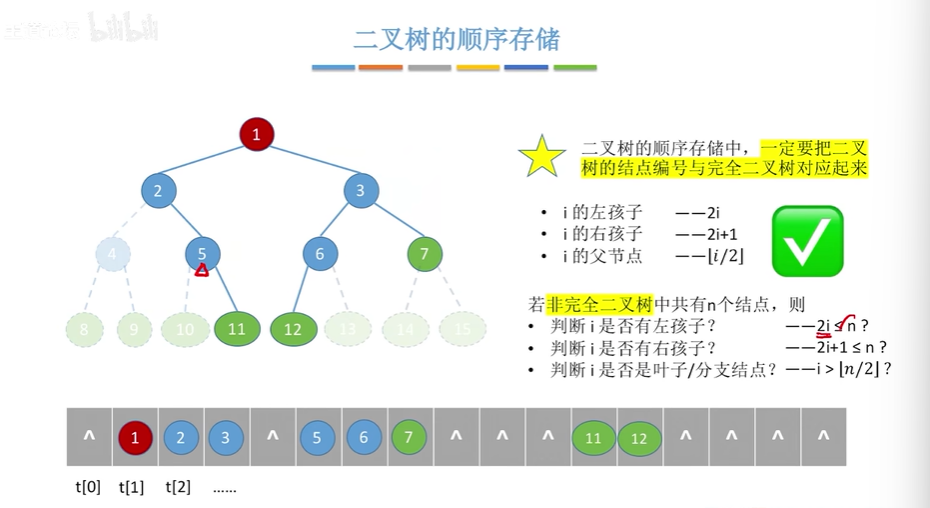 bilibili
二叉树的顺序存储
1
2
3
4
5
6
7
8
9
10
11
12
13
14
15
二叉树的顺序存储中，一定要把二叉
树的结点编号与完全二叉树对应起来
• i 的左孩子 ——2i
• i 的右孩子 ——2i+1
• i 的父节点 ——⌊i/2⌋
若非完全二叉树中共有n个结点，则
• 判断 i 是否有左孩子？ ——2i ≤ n ?
• 判断 i 是否有右孩子？ ——2i+1 ≤ n ?
• 判断 i 是否是叶子/分支结点？——i > ⌊n/2⌋ ?
^ 1 2 3 ^ 5 6 7 ^ ^ ^ 11 12 ^ ^ ^ ^
t[0] t[1] t[2] ……